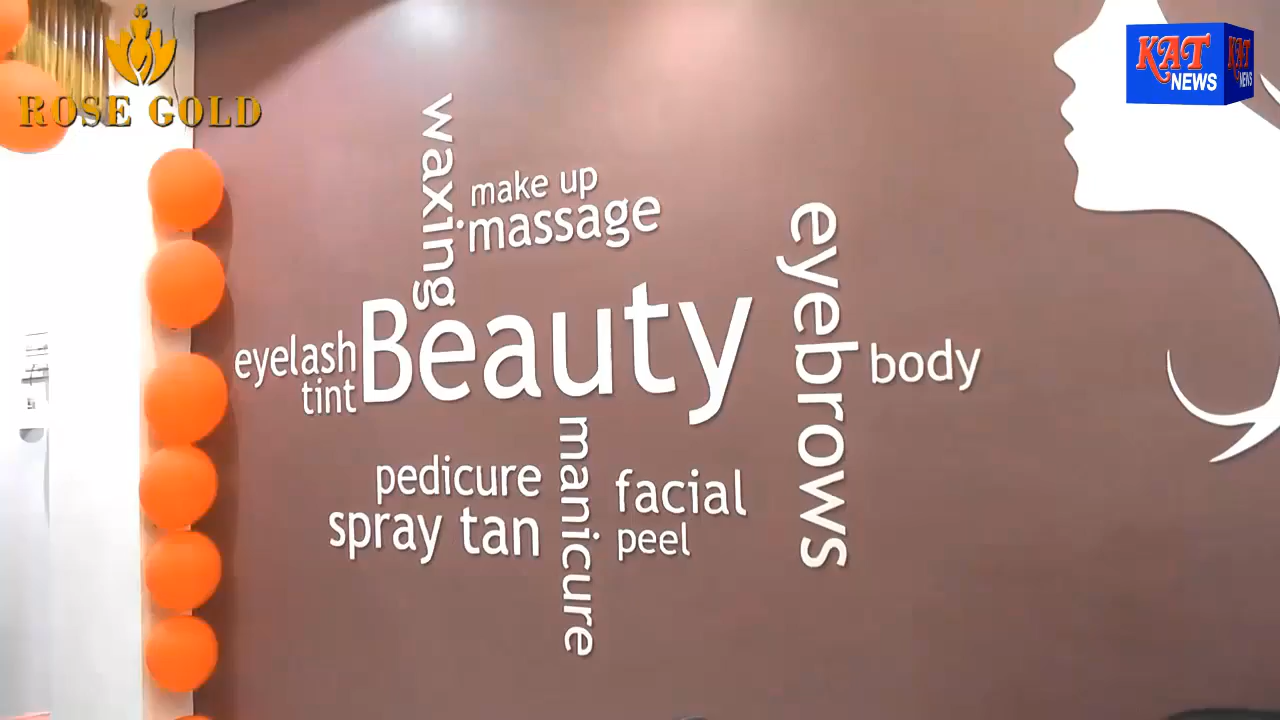 ROSE GOLD
KAT
NEWS
KAT
NEWS
waxing
make up
massage
eyebrows
Beauty
eyelash
tint
body
manicure
pedicure
spray tan
facial
peel